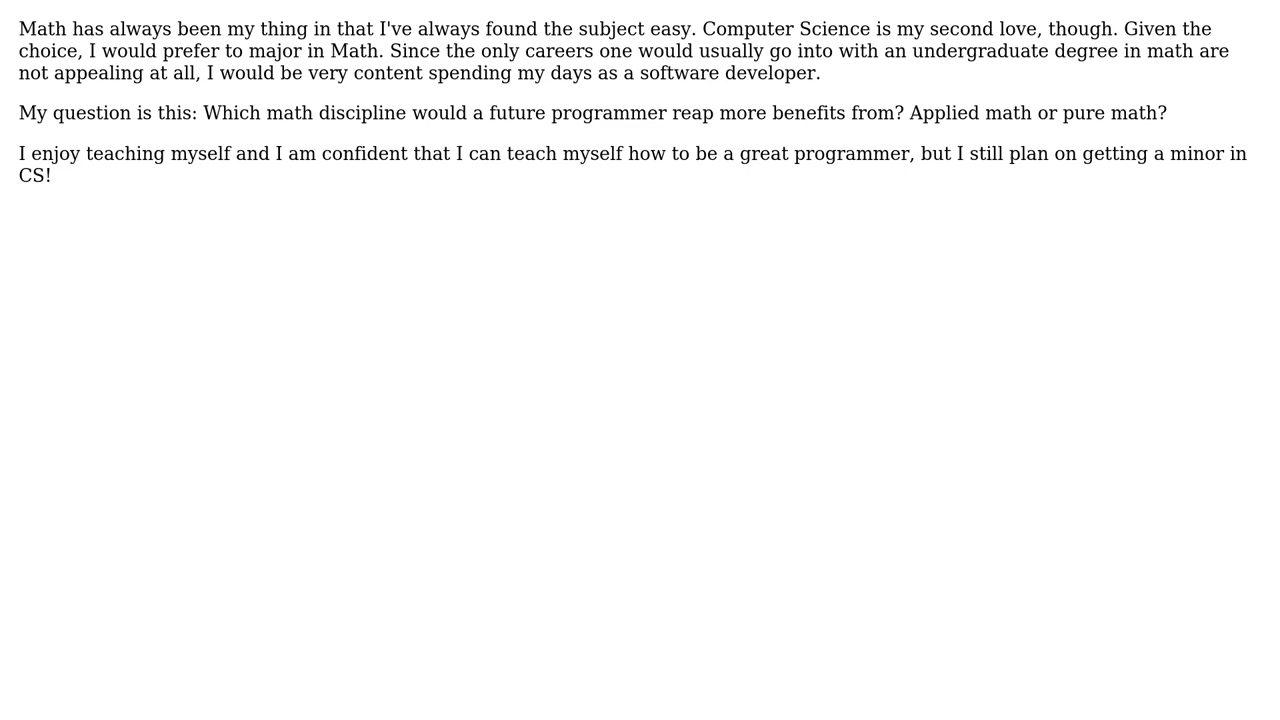 Math has always been my thing in that I've always found the subject easy. Computer Science is my second love, though. Given the
choice, I would prefer to major in Math. Since the only careers one would usually go into with an undergraduate degree in math are
not appealing at all, I would be very content spending my days as a software developer.
My question is this: Which math discipline would a future programmer reap more benefits from? Applied math or pure math?
I enjoy teaching myself and I am confident that I can teach myself how to be a great programmer, but I still plan on getting a minor in
CS!